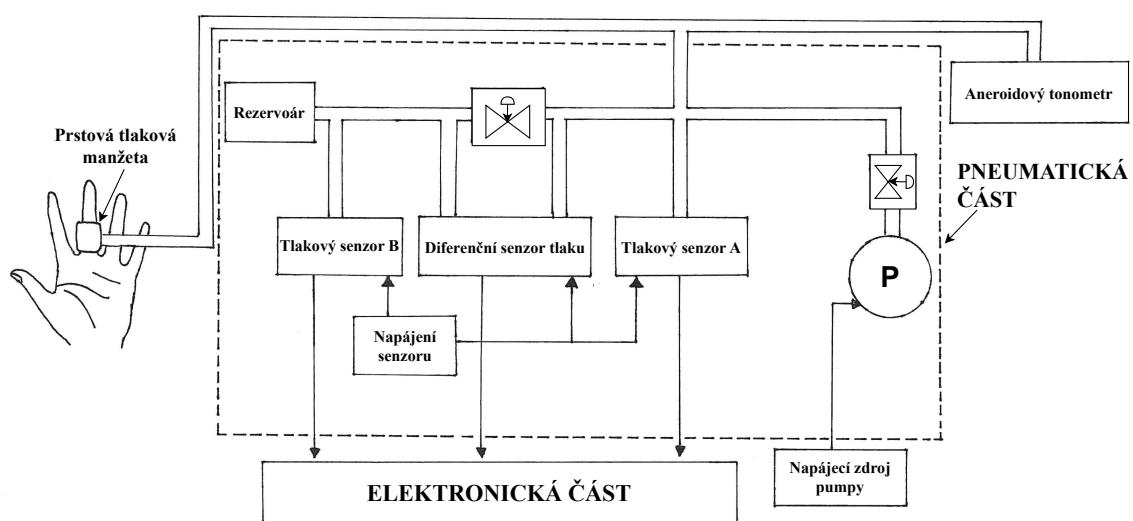 Aneroidový tonometr
Rezervoár
Prstová tlaková
manžeta
PNEUMATICKÁ
ČÁST
Tlakový senzor B
Diferenční senzor tlaku
Tlakový senzor A
P
Napájení
senzoru
Napájecí zdroj
pumpy
ELEKTRONICKÁ ČÁST